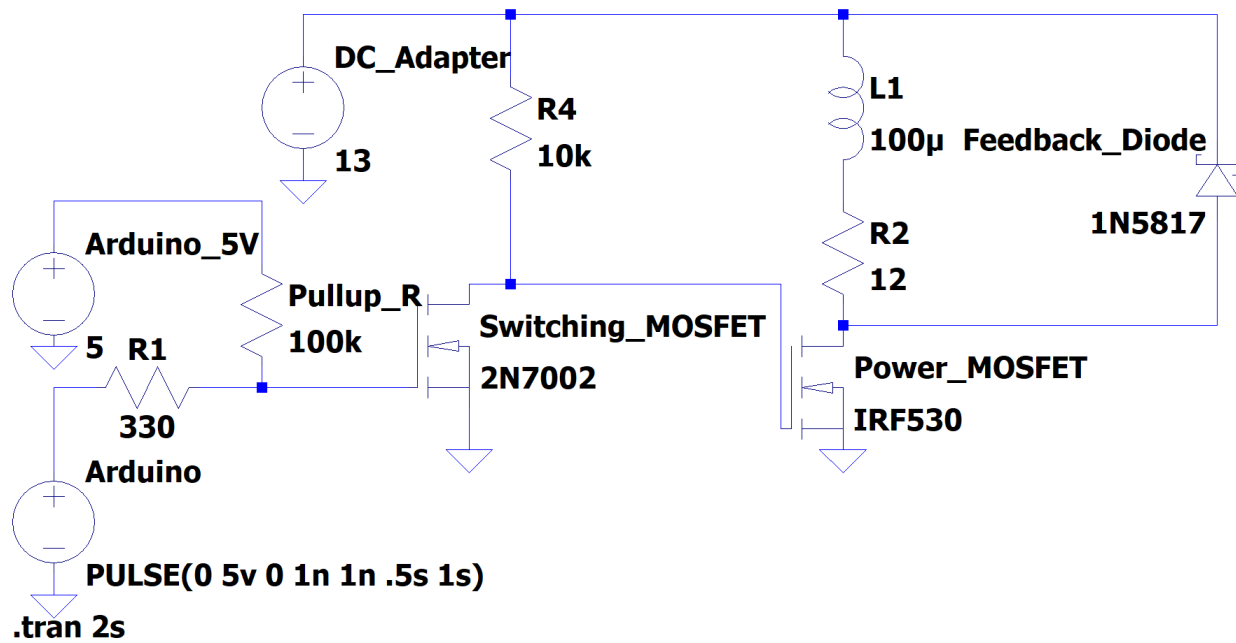 DC_Adapter
13
R4
10k
L1
100µ
Feedback_Diode
1N5817
R2
12
Arduino_5V
5
Pullup_R
100k
Switching_MOSFET
2N7002
Power_MOSFET
IRF530
R1
330
Arduino
PULSE(0 5v 0 1n 1n .5s 1s)
.tran 2s